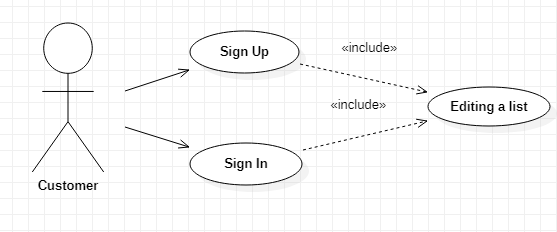 Sign Up
«include»
«include»
Editing a list
Sign In
Customer